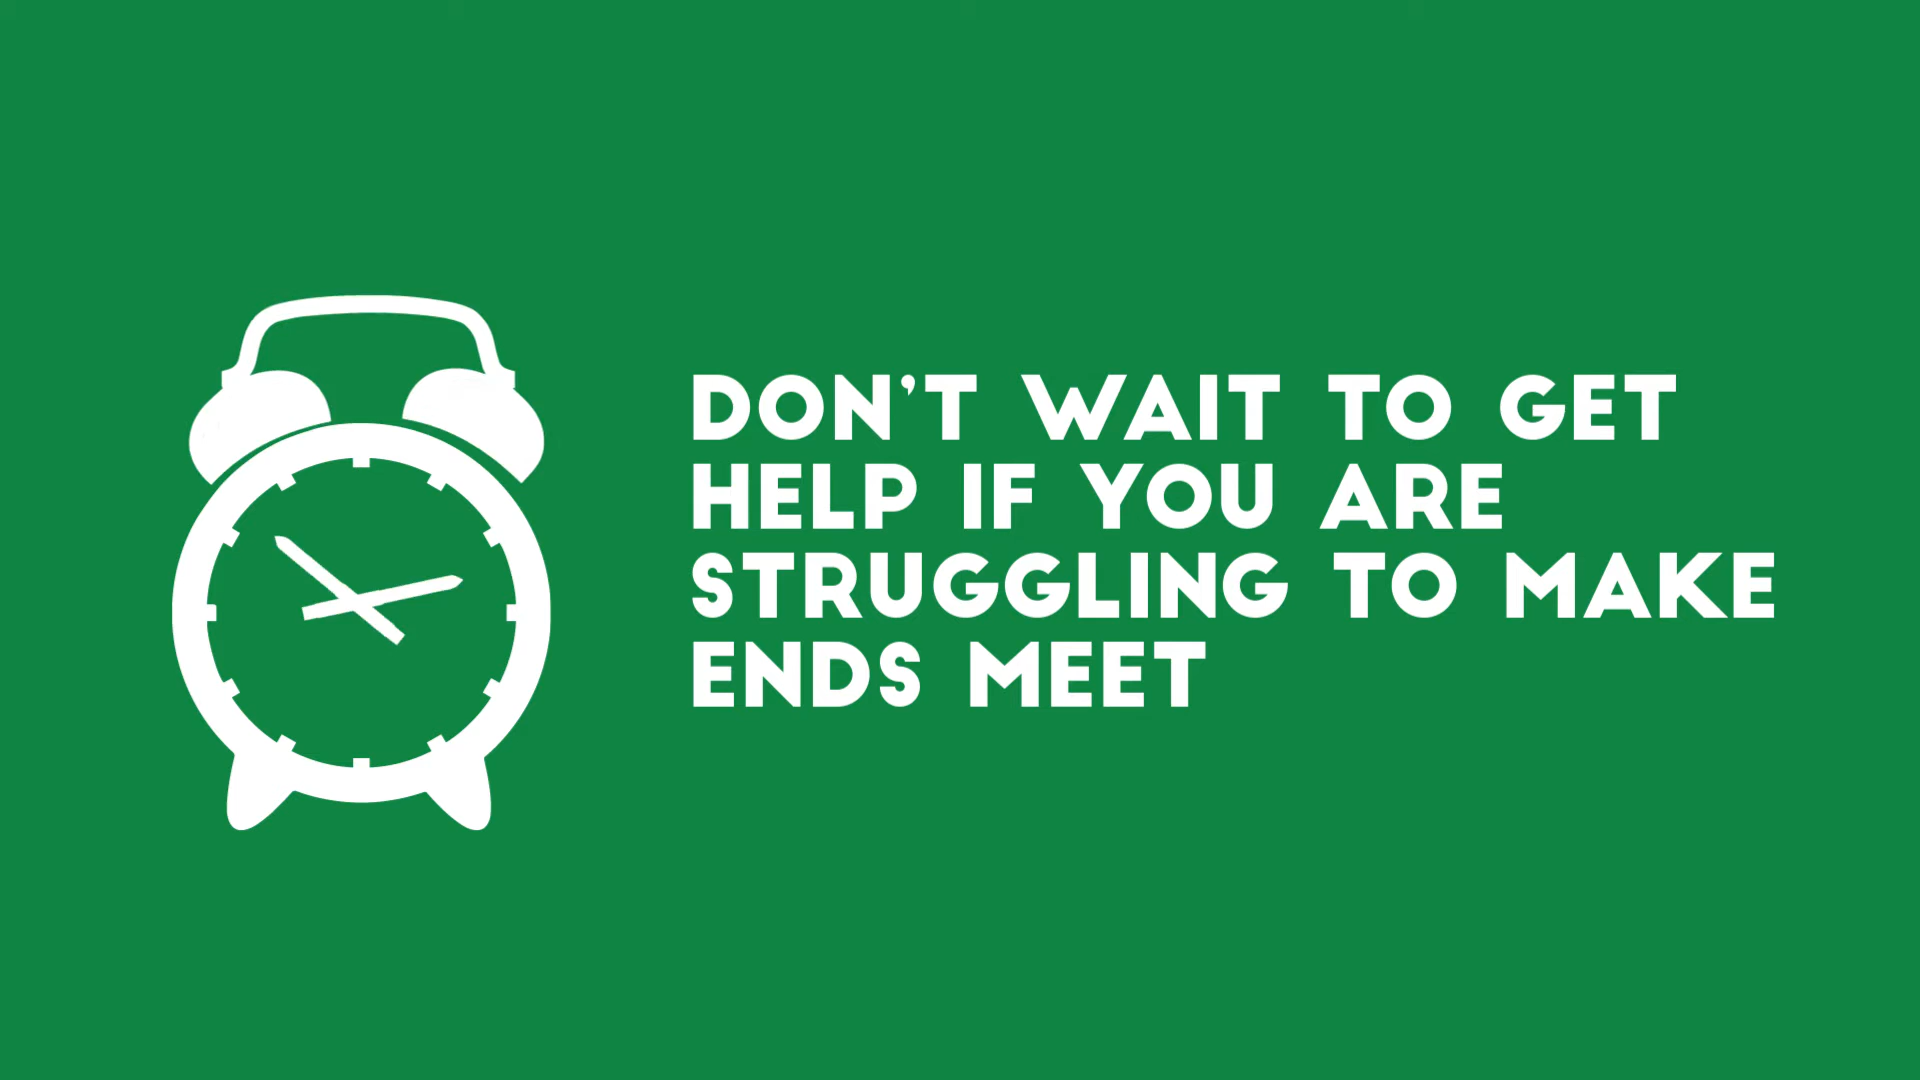 DON'T WAIT TO GET
HELP IF YOU ARE
STRUGGLING TO MAKE
ENDS MEET